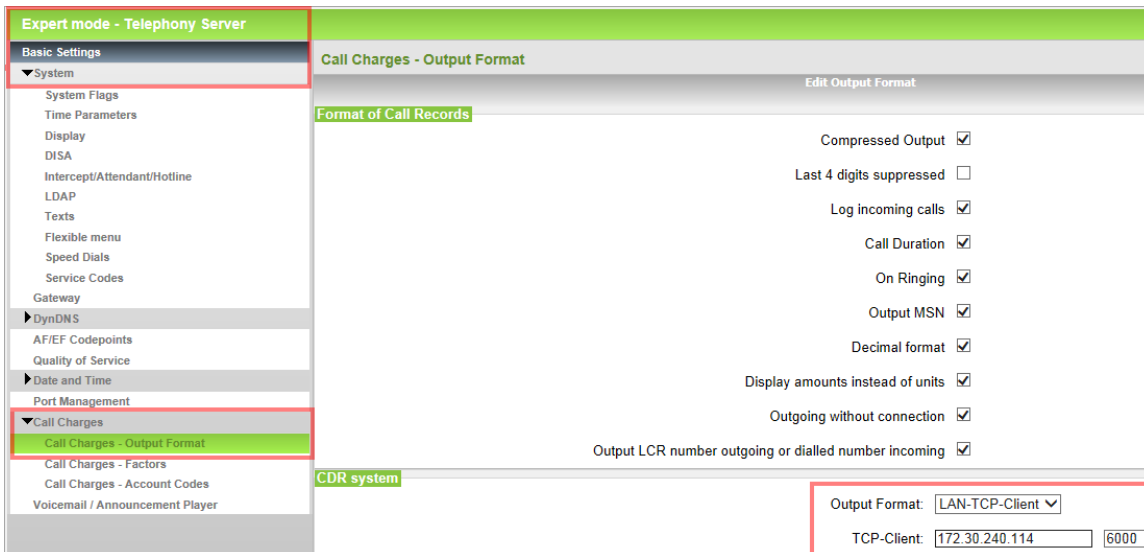 Expert mode - Telephony Server
Basic Settings
System
System Flags
Time Parameters
Display
DISA
Intercept/Attendant/Hotline
LDAP
Texts
Flexible menu
Speed Dials
Service Codes
Gateway
DynDNS
AF/EF Codepoints
Quality of Service
Date and Time
Port Management
Call Charges
Call Charges - Output Format
Call Charges - Factors
Call Charges - Account Codes
Voicemail / Announcement Player
Call Charges - Output Format
Edit Output Format
Format of Call Records
Compressed Output
Last 4 digits suppressed
Log incoming calls
Call Duration
On Ringing
Output MSN
Decimal format
Display amounts instead of units
Outgoing without connection
Output LCR number outgoing or dialled number incoming
CDR system
Output Format: LAN-TCP-Client
TCP-Client: 172.30.240.114 6000